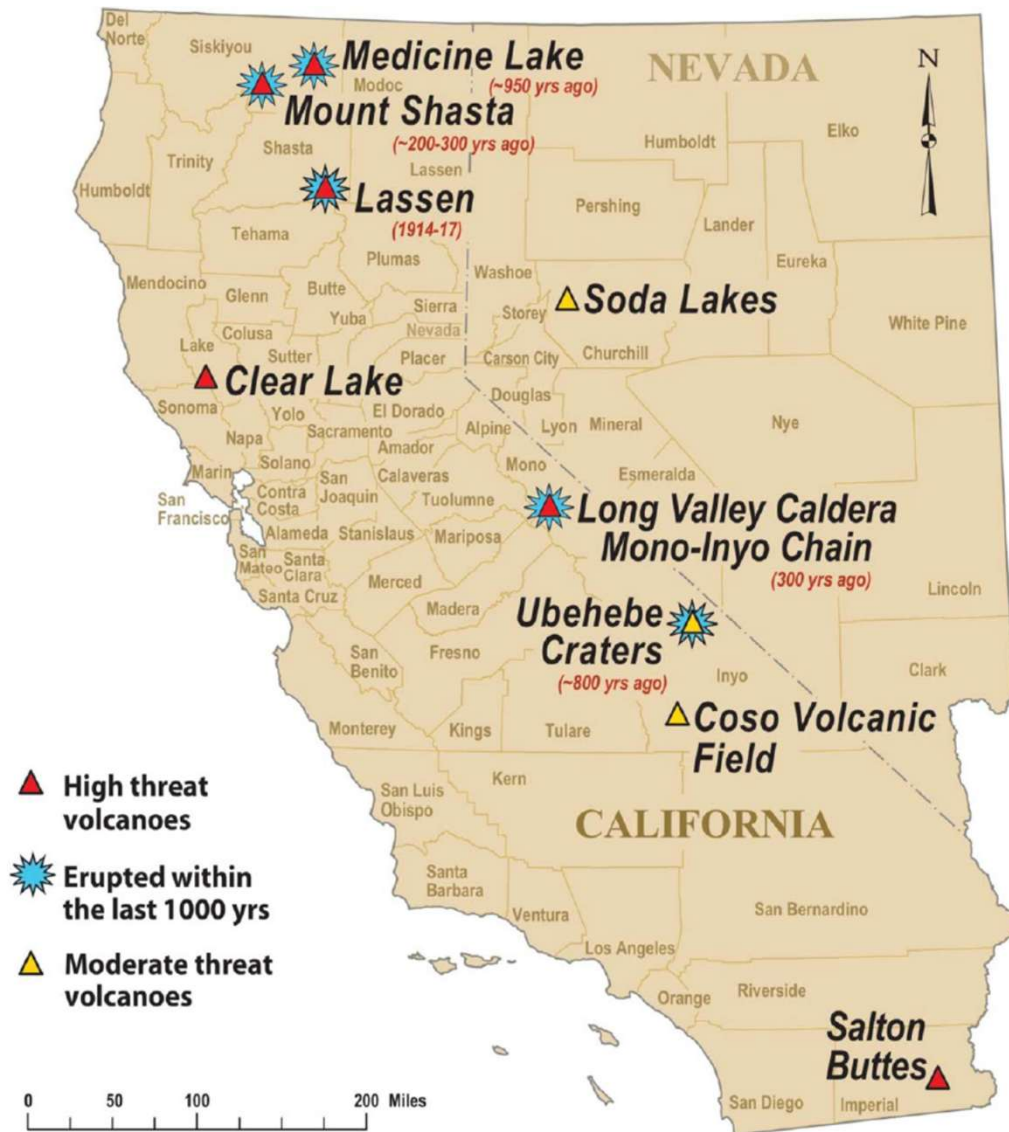 Del
Norte
Siskiyou
Medicine Lake
Modoc
(~950 yrs ago)
NEVADA
N
Mount Shasta
(~200-300 yrs ago)
Humboldt
Elko
Trinity
Shasta
Lassen
Humboldt
Lassen
(1914-17)
Pershing
Lander
Tehama
Plumas
Washoe
Eureka
Mendocino
Glenn
Butte
Sierra
Storey
Soda Lakes
White Pine
Yuba
Nevada
Colusa
Lake
Sutter
Placer
Carson City
Churchill
Clear Lake
Douglas
Sonoma
Yolo
El Dorado
Lyon
Mineral
Nye
Napa
Sacramento
Alpine
Amador
Marin
Solano
Calaveras
Mono
Esmeralda
San
Francisco
Contra
Costa
San
Joaquin
Tuolumne
Long Valley Caldera
Mono-Inyo Chain
(300 yrs ago)
Alameda
Stanislaus
Mariposa
San
Mateo
Santa
Clara
Merced
Lincoln
Santa Cruz
Madera
Ubehebe
Craters
(~800 yrs ago)
San
Benito
Fresno
Inyo
Clark
Monterey
Kings
Tulare
Coso Volcanic
Field
High threat
volcanoes
Kern
San Luis
Obispo
CALIFORNIA
Erupted within
the last 1000 yrs
Santa
Barbara
Ventura
San Bernardino
Los Angeles
Moderate threat
volcanoes
Orange
Riverside
Salton
Buttes
0 50 100 200 Miles
San Diego
Imperial